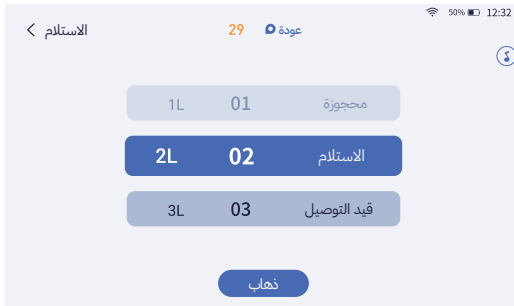 50% 12:32
الاستلام 29 عودة
محجوزة 01 1L
الاستلام 02 2L
قيد التوصيل 03 3L
ذهاب